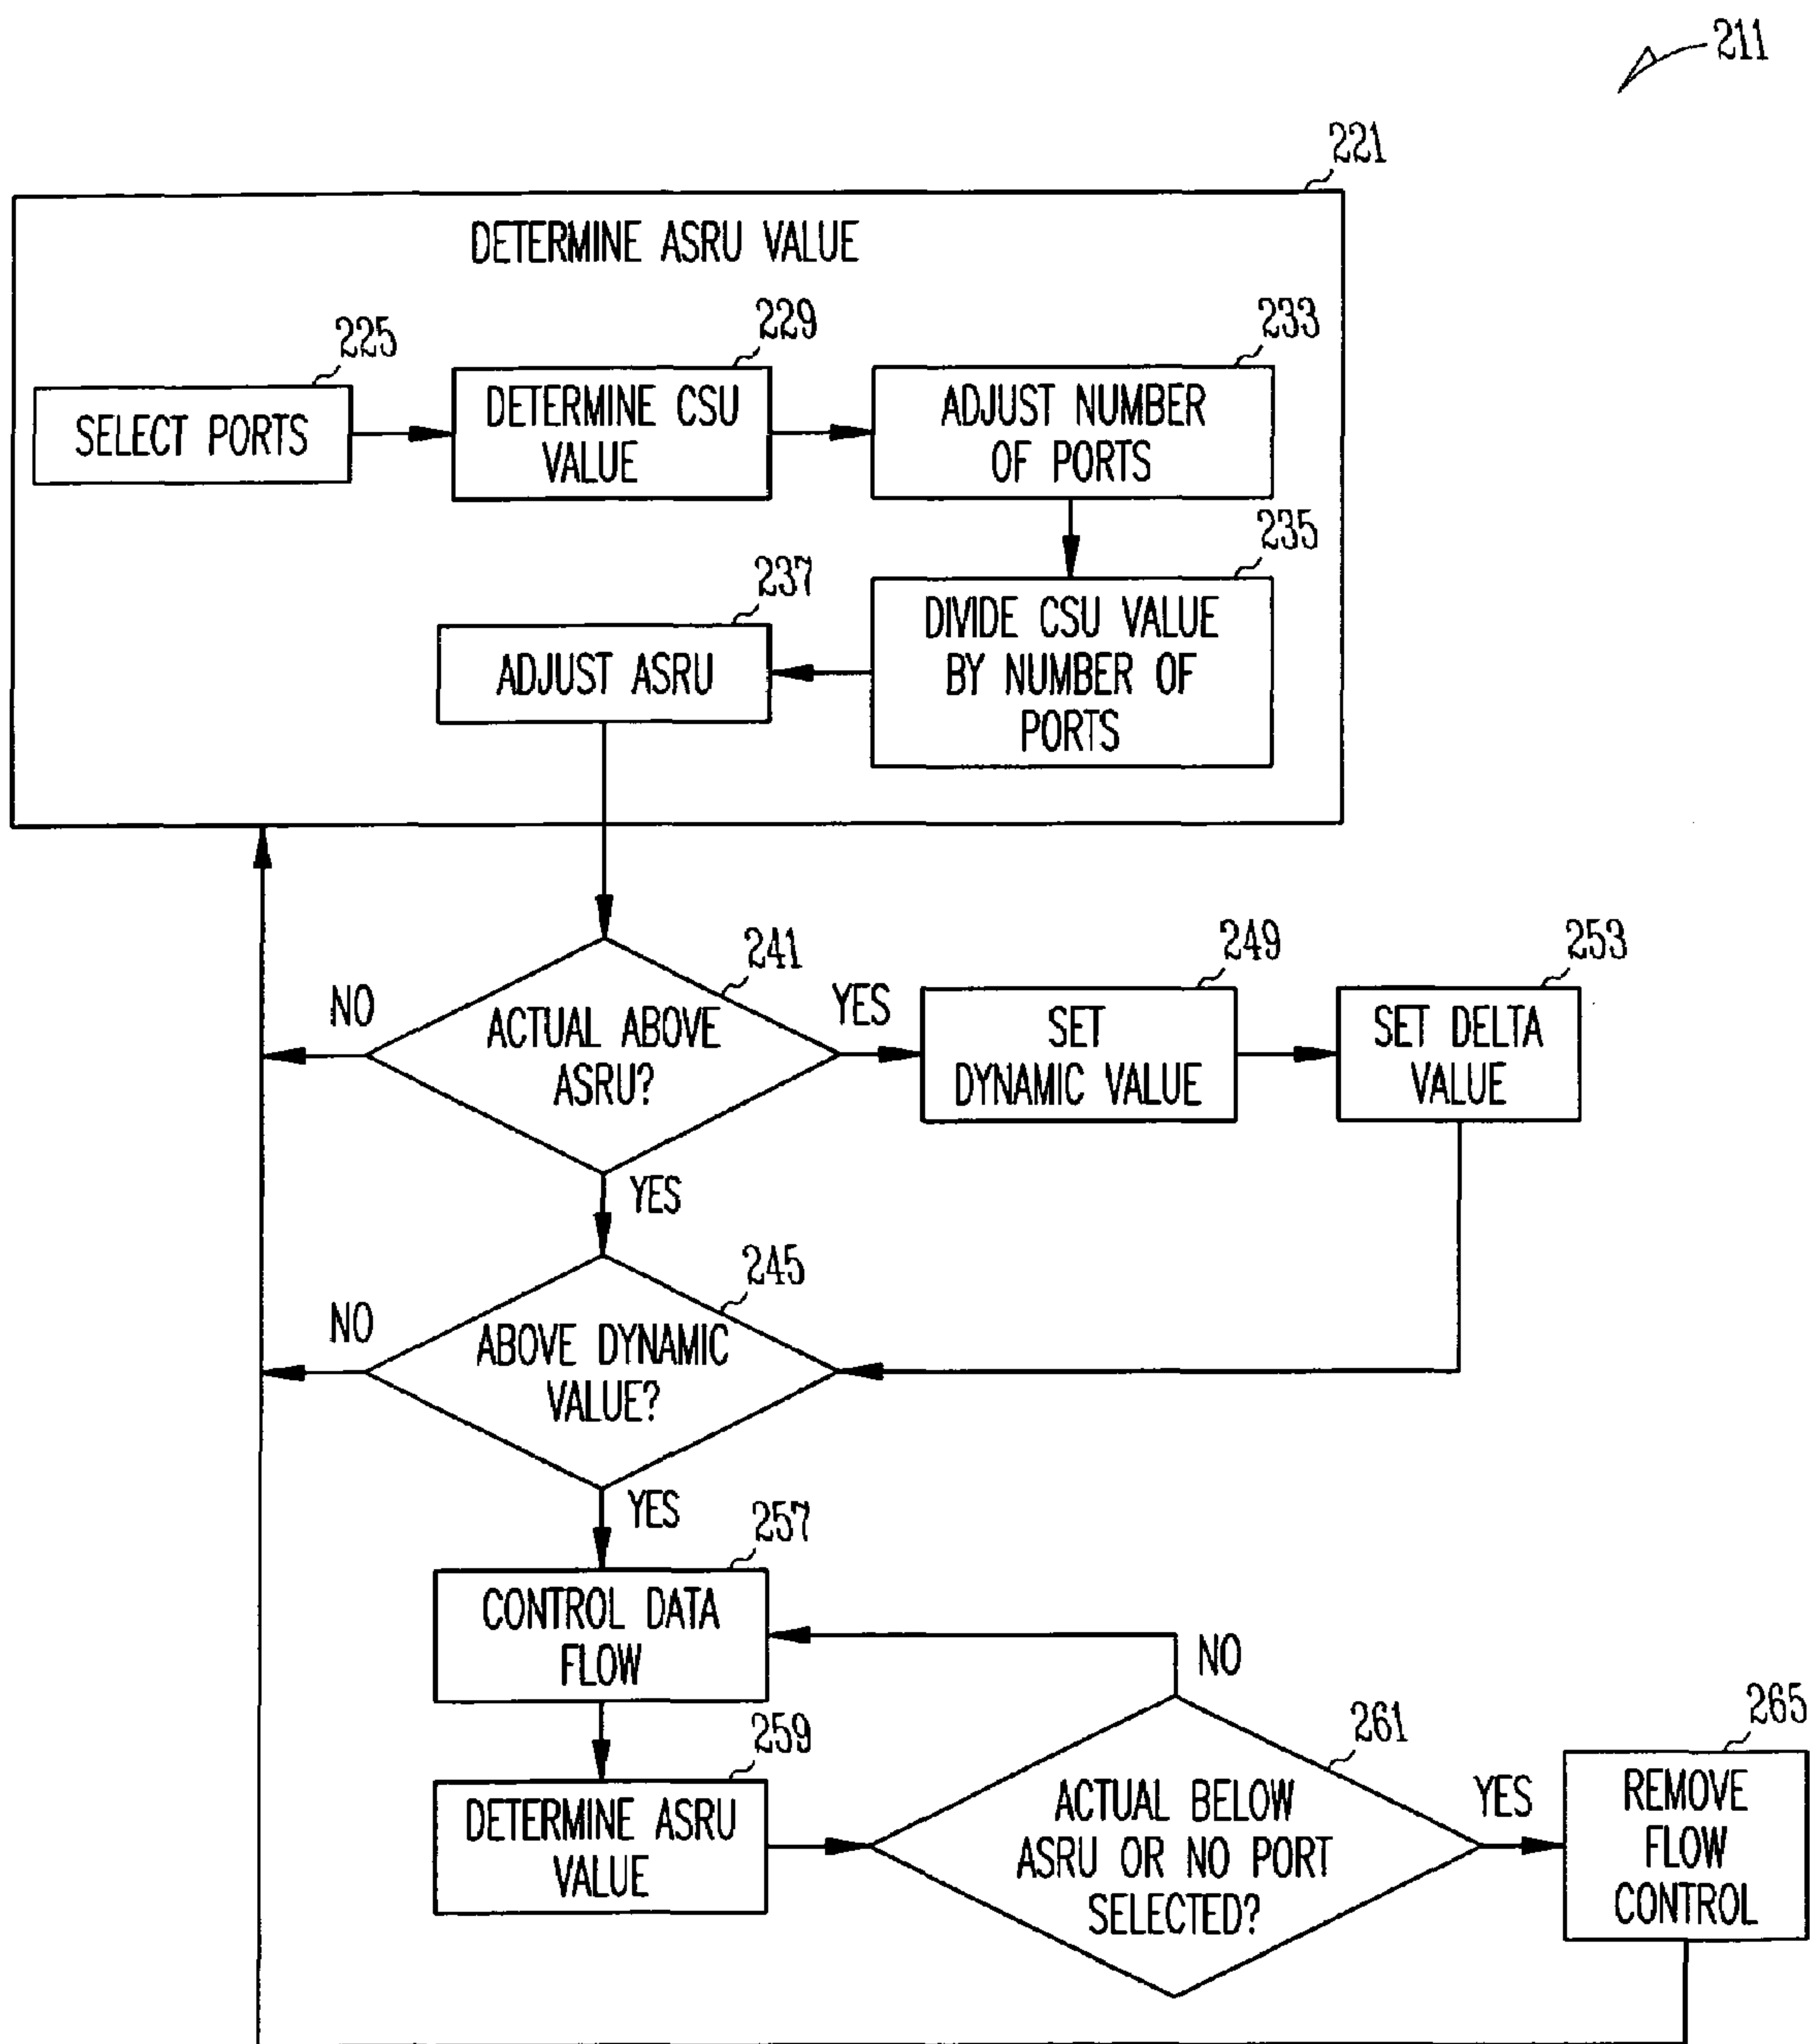 211
221
DETERMINE ASRU VALUE
225
SELECT PORTS
229
DETERMINE CSU
VALUE
233
ADJUST NUMBER
OF PORTS
235
DIVIDE CSU VALUE
BY NUMBER OF
PORTS
237
ADJUST ASRU
241
ACTUAL ABOVE
ASRU?
NO
YES
249
SET
DYNAMIC VALUE
253
SET DELTA
VALUE
YES
245
ABOVE DYNAMIC
VALUE?
NO
YES
257
CONTROL DATA
FLOW
259
DETERMINE ASRU
VALUE
261
ACTUAL BELOW
ASRU OR NO PORT
SELECTED?
NO
YES
265
REMOVE
FLOW
CONTROL